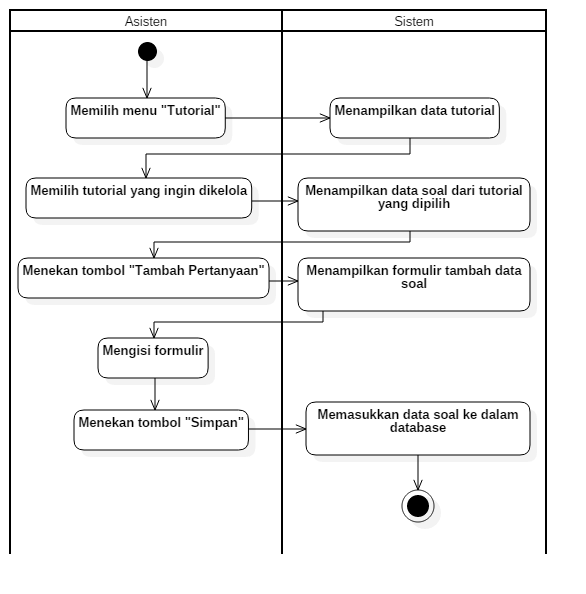 Asisten
Sistem
Memilih menu "Tutorial"
Menampilkan data tutorial
Memilih tutorial yang ingin dikelola
Menampilkan data soal dari tutorial
yang dipilih
Menekan tombol "Tambah Pertanyaan"
Menampilkan formulir tambah data
soal
Mengisi formulir
Menekan tombol "Simpan"
Memasukkan data soal ke dalam
database